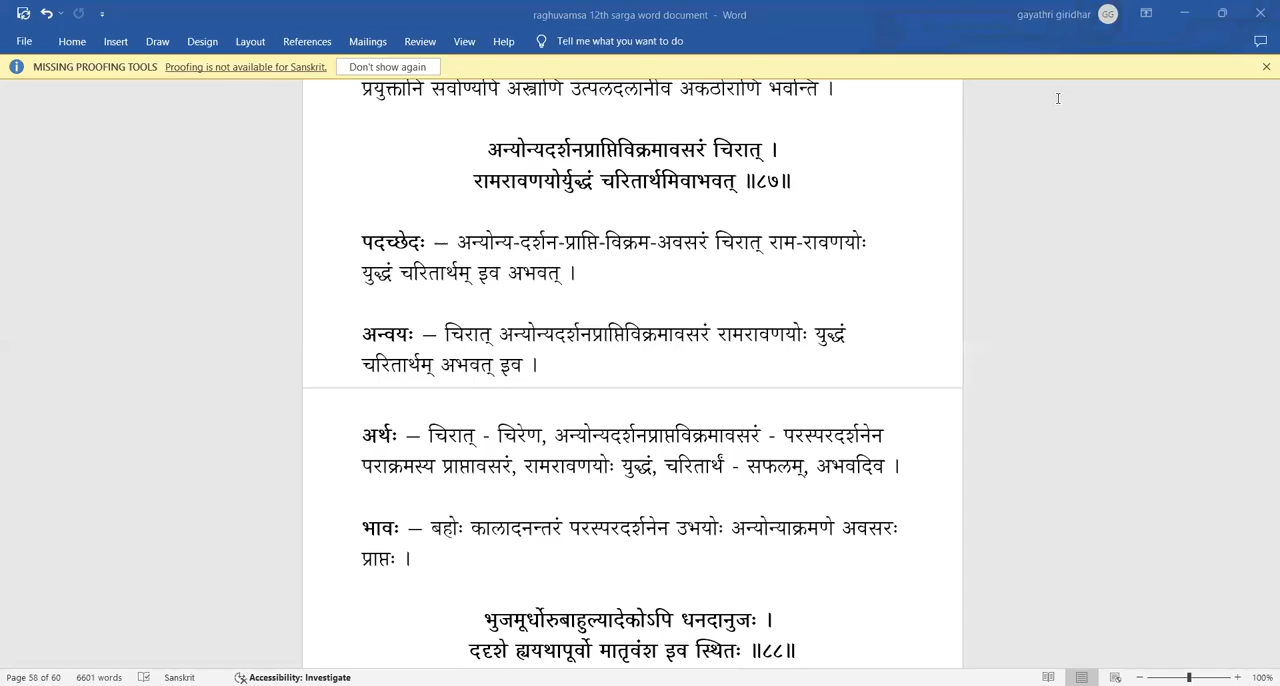 raghuvamsa 12th sarga word document - Word
gayathri giridhar GG
File Home Insert Draw Design Layout References Mailings Review View Help Tell me what you want to do
MISSING PROOFING TOOLS Proofing is not available for Sanskrit. Don't show again
प्रयुक्तानि सर्वाण्यपि अस्त्राणि उत्पलदलानीव अकठोराणि भवन्ति ।
अन्योन्यदर्शनप्राप्तिविक्रमावसरं चिरात् ।
रामरावणयोर्युद्धं चरितार्थमिवाभवत् ॥८७॥
पदच्छेदः – अन्योन्य-दर्शन-प्राप्ति-विक्रम-अवसरं चिरात् राम-रावणयोः
युद्धं चरितार्थम् इव अभवत् ।
अन्वयः – चिरात् अन्योन्यदर्शनप्राप्तिविक्रमावसरं रामरावणयोः युद्धं
चरितार्थम् अभवत् इव ।
अर्थः – चिरात् - चिरेण, अन्योन्यदर्शनप्राप्तविक्रमावसरं - परस्परदर्शनेन
पराक्रमस्य प्राप्तावसरं, रामरावणयोः युद्धं, चरितार्थं - सफलम्, अभवदिव ।
भावः – बहोः कालादनन्तरं परस्परदर्शनेन उभयोः अन्योन्याक्रमणे अवसरः
प्राप्तः ।
भुजमूर्धोरुबाहुल्यादेकोऽपि धनदानुजः ।
ददृशे ह्ययथापूर्वो मातृवंश इव स्थितः ॥८८॥
Page 58 of 60 6601 words Sanskrit Accessibility: Investigate 100%